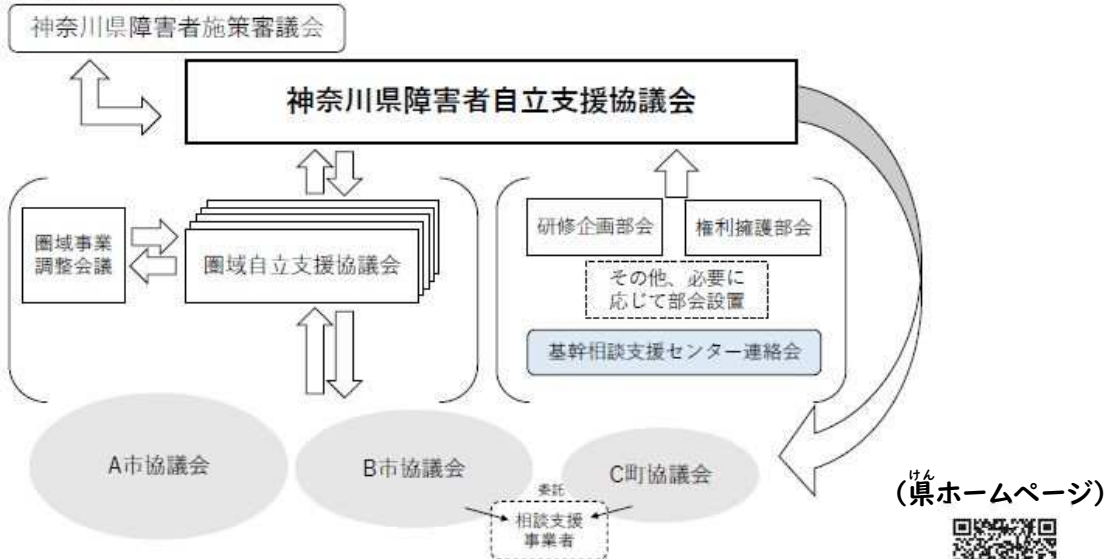 神奈川県障害者施策審議会
神奈川県障害者自立支援協議会
圏域事業
調整会議
圏域自立支援協議会
研修企画部会
権利擁護部会
その他、必要に
応じて部会設置
基幹相談支援センター連絡会
A市協議会
B市協議会
C町協議会
委託
相談支援
事業者
けん
(県ホームページ)